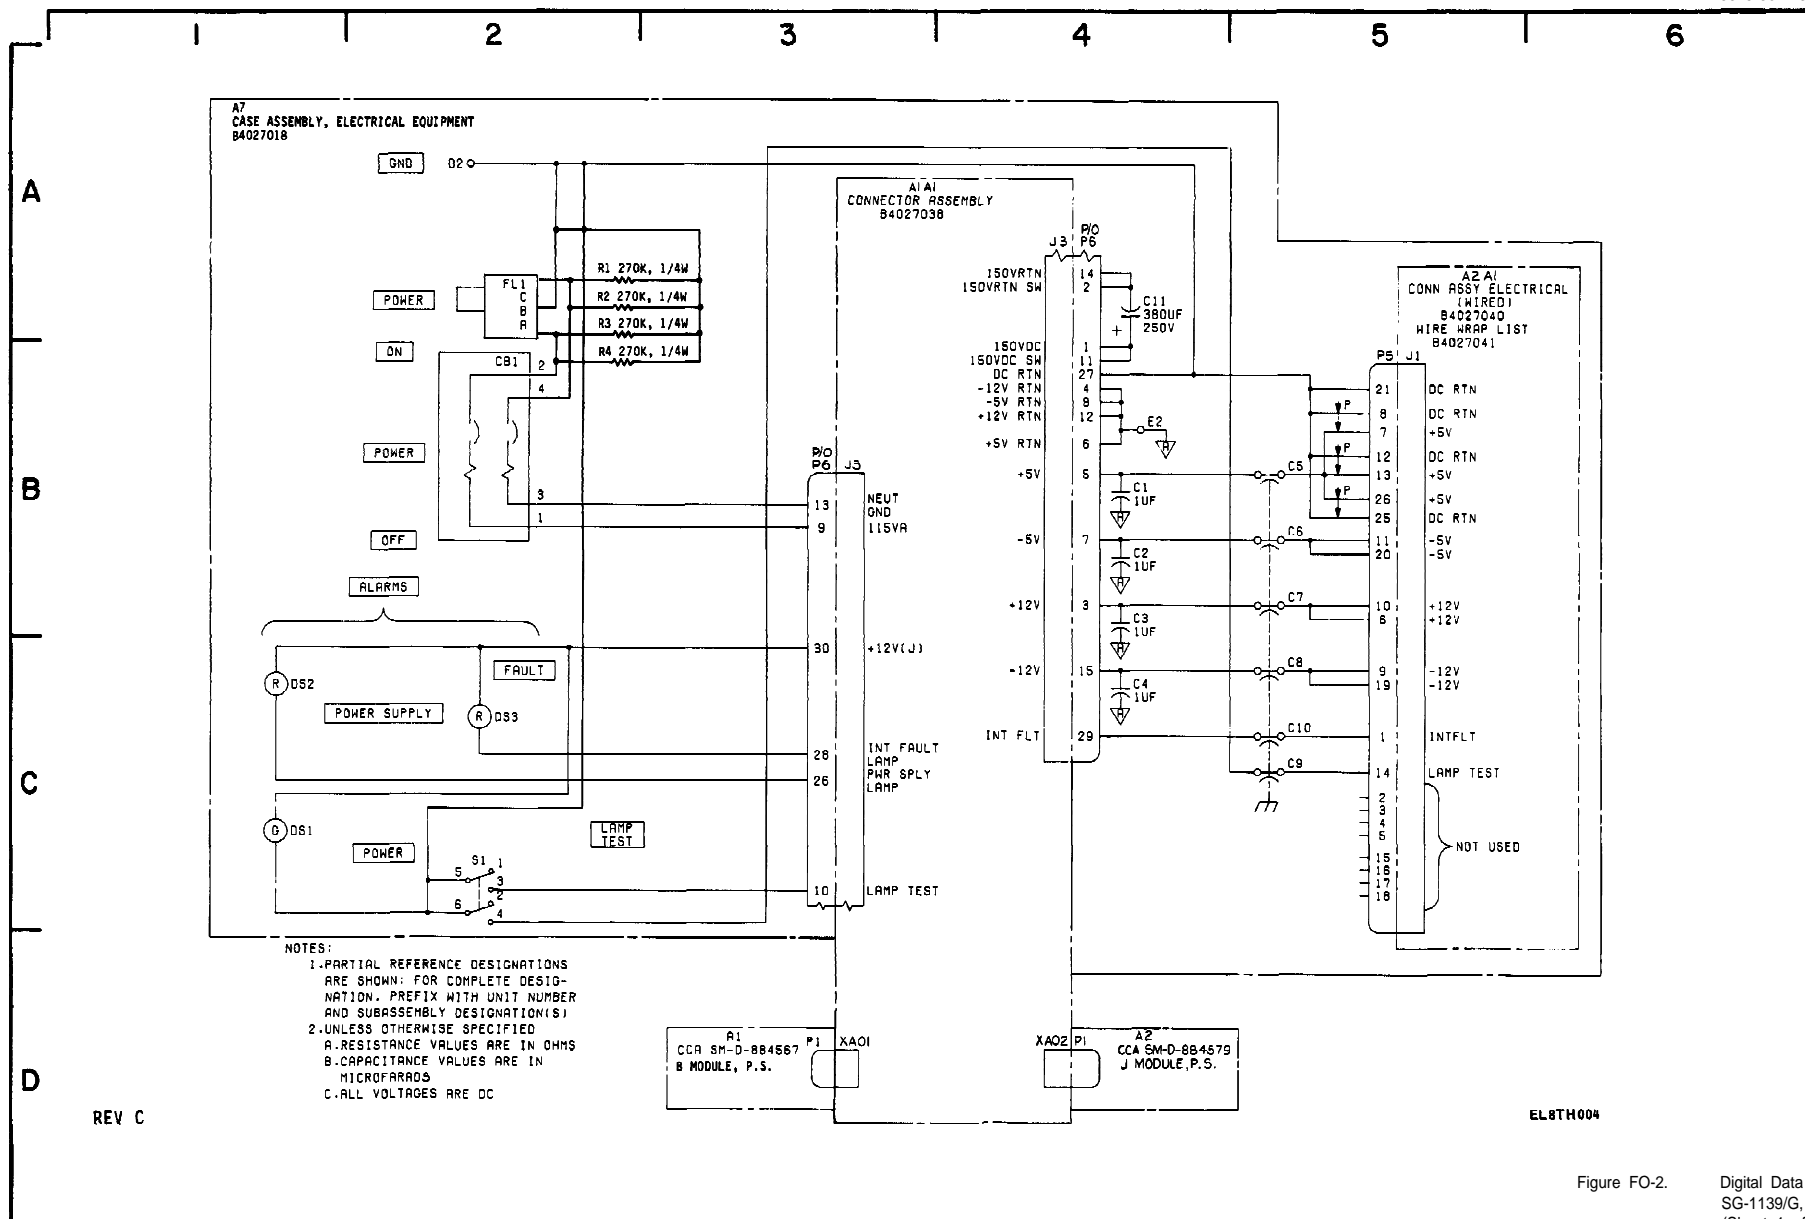 1 2 3 4 5 6
A
B
C
D
A7
CASE ASSEMBLY, ELECTRICAL EQUIPMENT
B4027018
GND 02
A1A1
CONNECTOR ASSEMBLY
B4027038
POWER
FL1
C
B
A
R1 270K, 1/4W
R2 270K, 1/4W
R3 270K, 1/4W
R4 270K, 1/4W
ON
CB1
2
4
POWER
3
1
OFF
P/O
P6 J3
13 NEUT
GND
9 115VA
30 +12V(J)
28 INT FAULT
LAMP
26 PWR SPLY
LAMP
10 LAMP TEST
ALARMS
FAULT
R DS2
POWER SUPPLY
R DS3
G DS1
POWER
LAMP
TEST
S1
5 1
3
6 2
4
J3 P/O
P6
150VRTN 14
150VRTN SW 2
C11
380UF
250V
+
150VDC 1
150VDC SW 11
DC RTN 27
-12V RTN 4
-5V RTN 8
+12V RTN 12
E2
A
+5V RTN 6
+5V 5
C1
1UF
A
-5V 7
C2
1UF
A
+12V 3
C3
1UF
A
-12V 15
C4
1UF
A
INT FLT 29
C5
C6
C7
C8
C10
C9
A2A1
CONN ASSY ELECTRICAL
(WIRED)
B4027040
WIRE WRAP LIST
B4027041
P5 J1
21 DC RTN
P 8 DC RTN
7 +5V
P 12 DC RTN
13 +5V
26 +5V
P 25 DC RTN
11 -5V
20 -5V
10 +12V
6 +12V
9 -12V
19 -12V
1 INTFLT
14 LAMP TEST
2
3
4
5
15
16
17
18
NOT USED
NOTES:
1.PARTIAL REFERENCE DESIGNATIONS
ARE SHOWN: FOR COMPLETE DESIG-
NATION. PREFIX WITH UNIT NUMBER
AND SUBASSEMBLY DESIGNATION(S)
2.UNLESS OTHERWISE SPECIFIED
A.RESISTANCE VALUES ARE IN OHMS
B.CAPACITANCE VALUES ARE IN
MICROFARADS
C.ALL VOLTAGES ARE DC
A1
CCA SM-D-884567
B MODULE, P.S.
P1 XA01
XA02 P1
A2
CCA SM-D-884579
J MODULE,P.S.
REV C
EL8TH004
Figure FO-2. Digital Data
SG-1139/G,